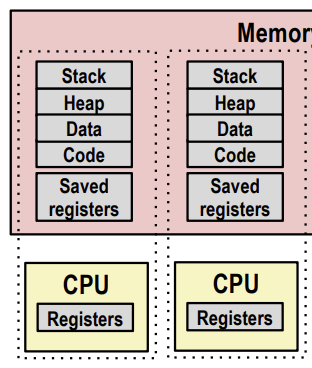 Memory
Stack
Heap
Data
Code
Saved
registers
Stack
Heap
Data
Code
Saved
registers
CPU
Registers
CPU
Registers